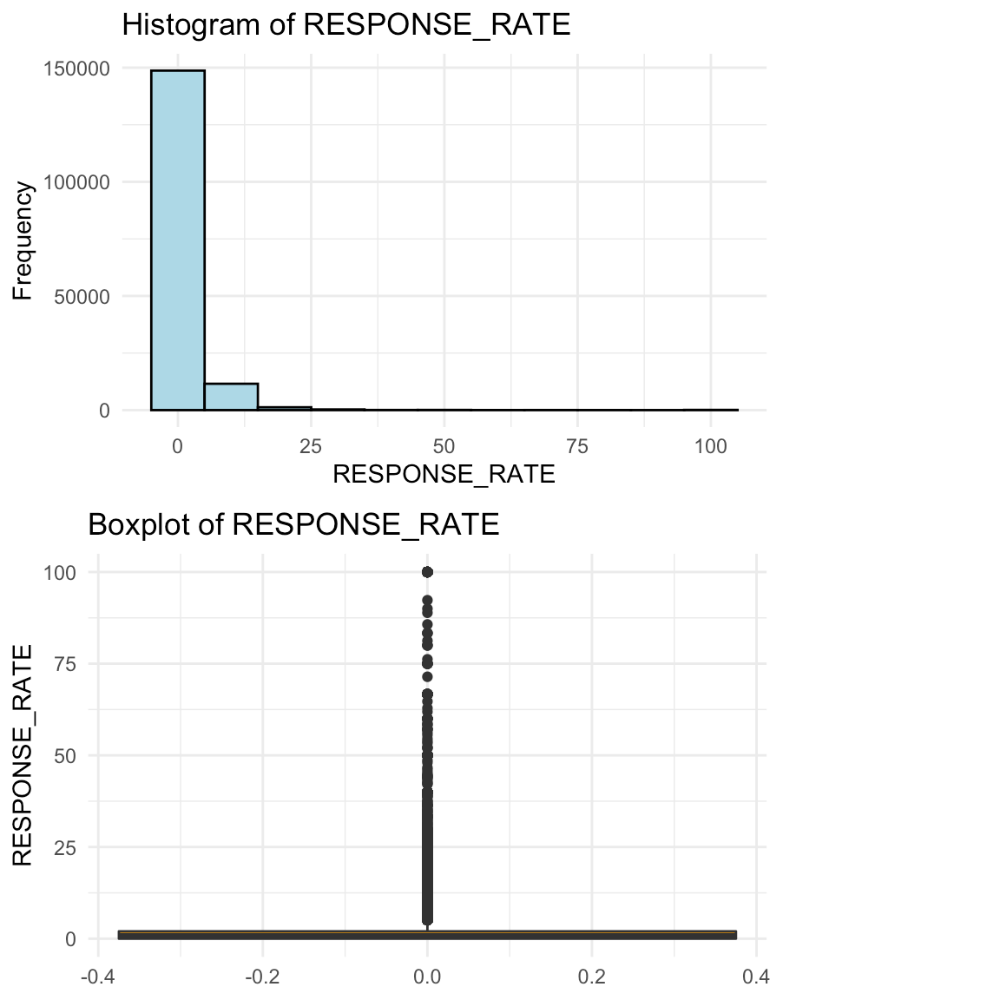 Histogram of RESPONSE_RATE
150000
100000
50000
0
Frequency
0 25 50 75 100
RESPONSE_RATE
Boxplot of RESPONSE_RATE
100
75
50
25
0
RESPONSE_RATE
-0.4 -0.2 0.0 0.2 0.4